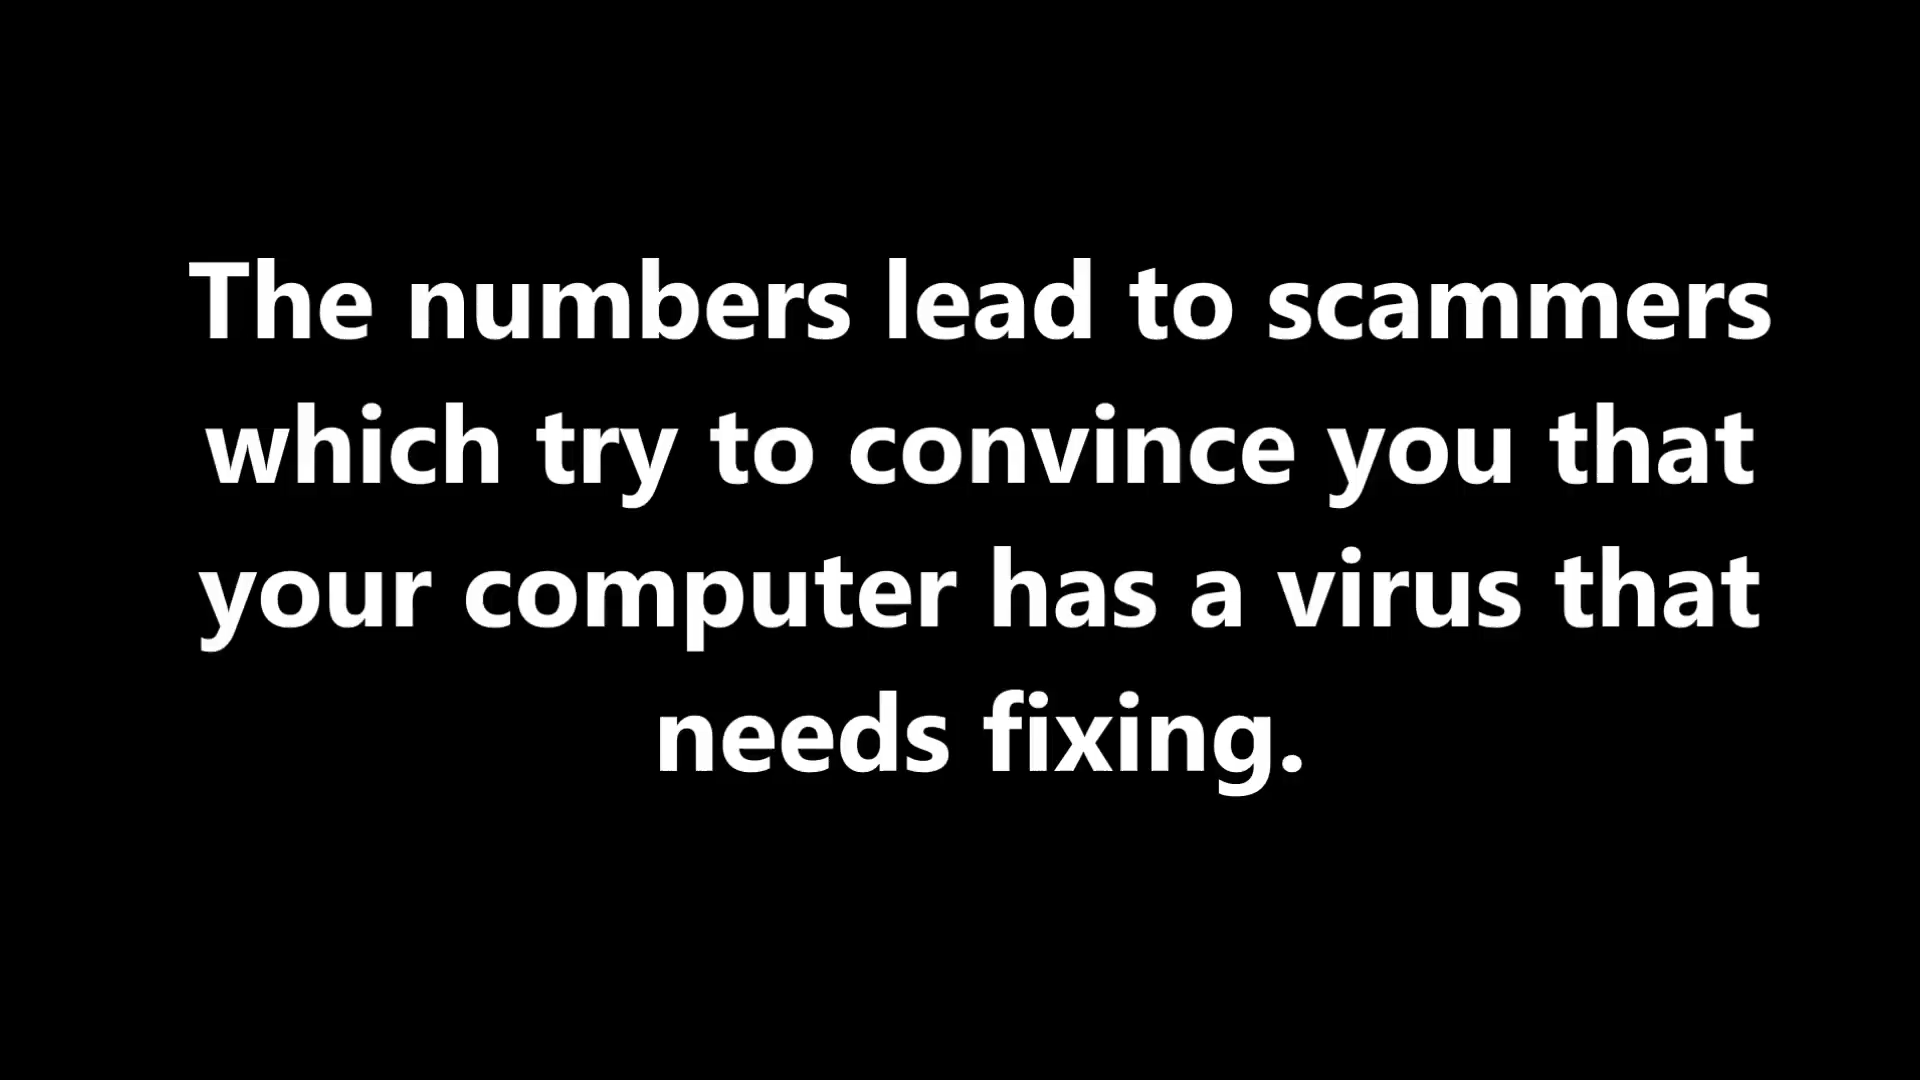 The numbers lead to scammers
which try to convince you that
your computer has a virus that
needs fixing.